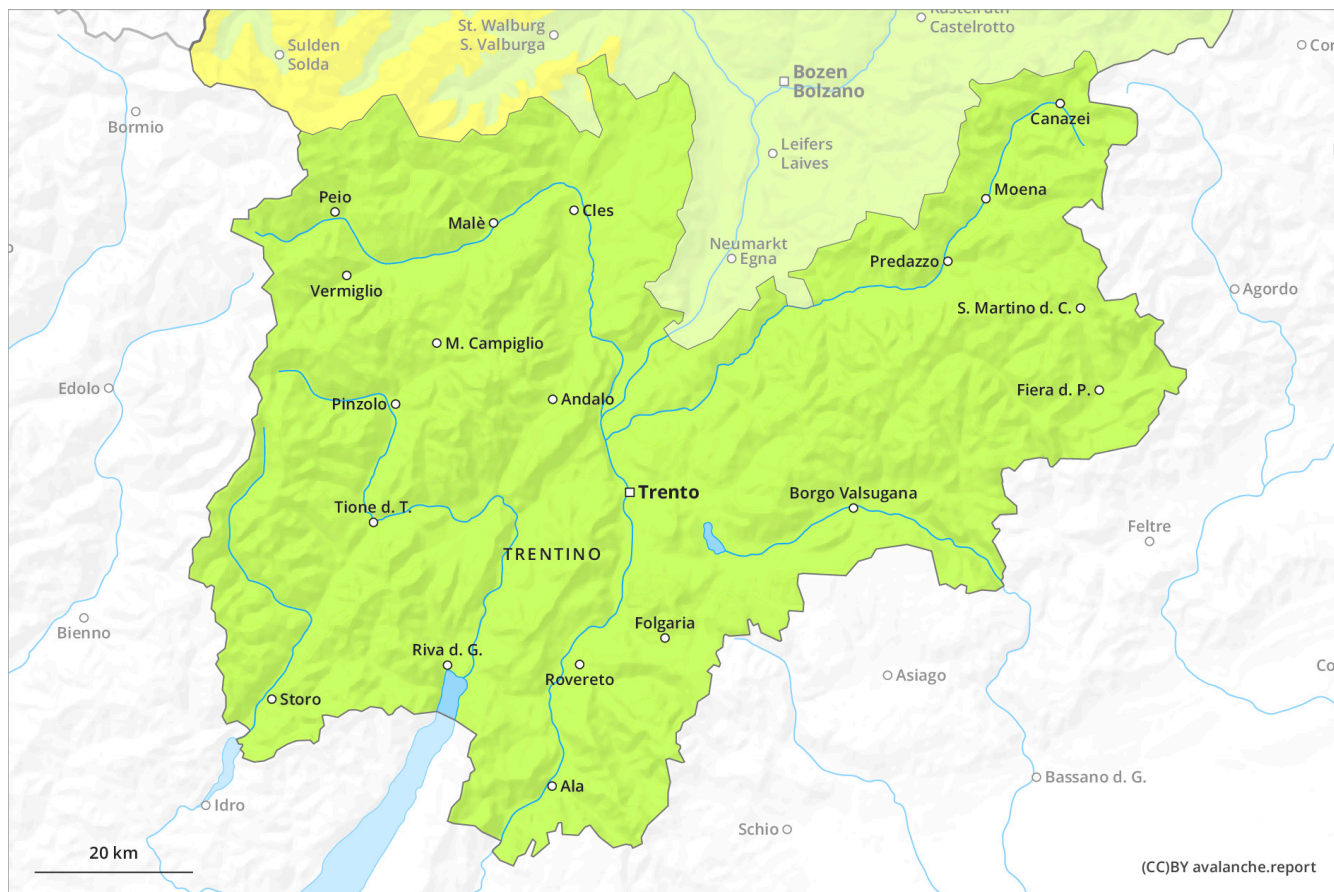 Kastelruth
Castelrotto
St. Walburg
S. Valburga
Sulden
Solda
Bozen
Bolzano
Bormio
Canazei
Leifers
Laives
Moena
Peio
Malè
Cles
Neumarkt
Egna
Predazzo
Vermiglio
Agordo
S. Martino d. C.
M. Campiglio
Edolo
Pinzolo
Andalo
Fiera d. P.
Trento
Borgo Valsugana
Tione d. T.
Feltre
TRENTINO
Bienno
Folgaria
Riva d. G.
Rovereto
Asiago
Storo
Bassano d. G.
Ala
Idro
Schio
20 km
(CC)BY avalanche.report